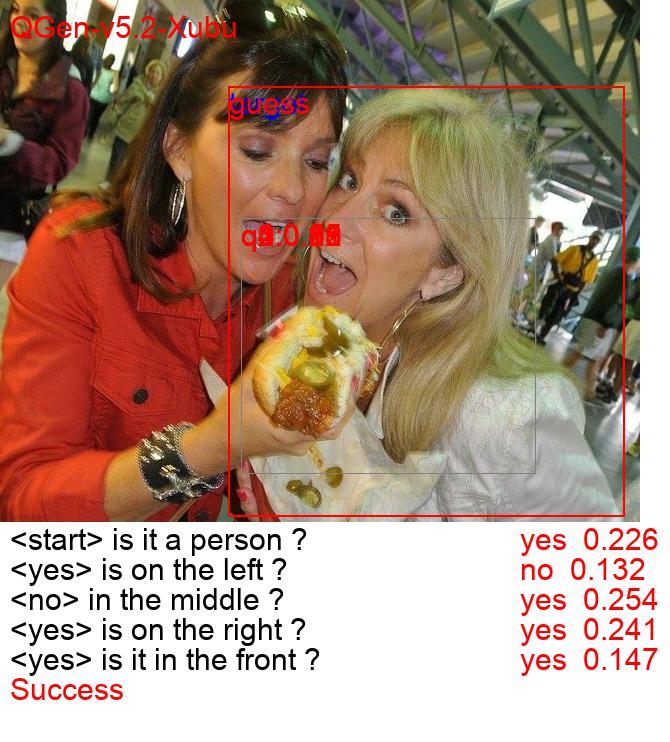 QGen-v5.2-Xubu
guess
<start> is it a person ? yes 0.226
<yes> is on the left ? no 0.132
<no> in the middle ? yes 0.254
<yes> is on the right ? yes 0.241
<yes> is it in the front ? yes 0.147
Success